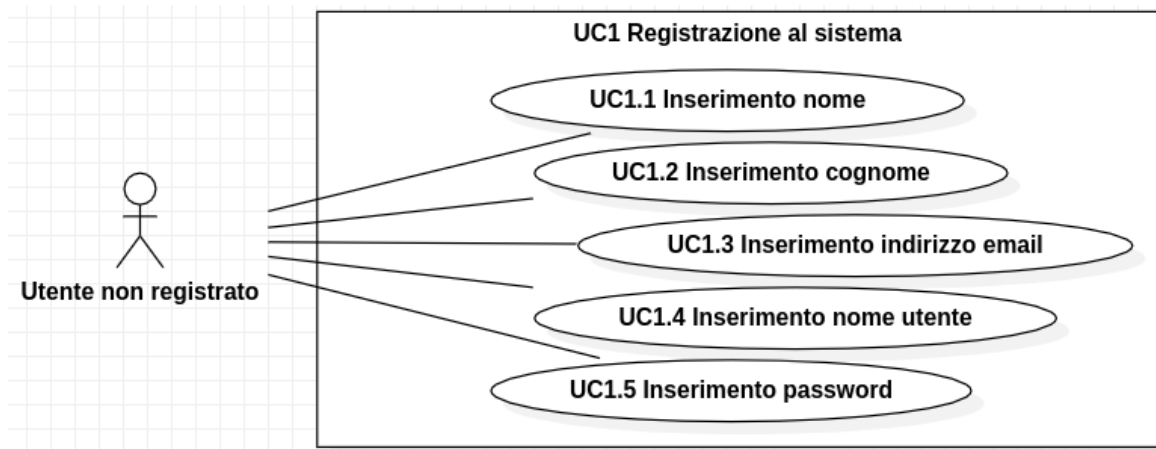 UC1 Registrazione al sistema
UC1.1 Inserimento nome
UC1.2 Inserimento cognome
UC1.3 Inserimento indirizzo email
Utente non registrato
UC1.4 Inserimento nome utente
UC1.5 Inserimento password